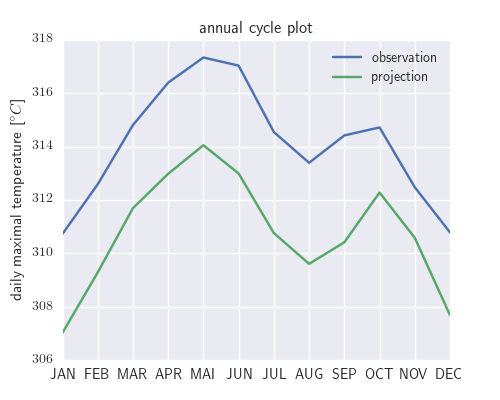 annual cycle plot
318
316
314
312
310
308
306
daily maximal temperature [°C]
observation
projection
JAN FEB MAR APR MAI JUN JUL AUG SEP OCT NOV DEC